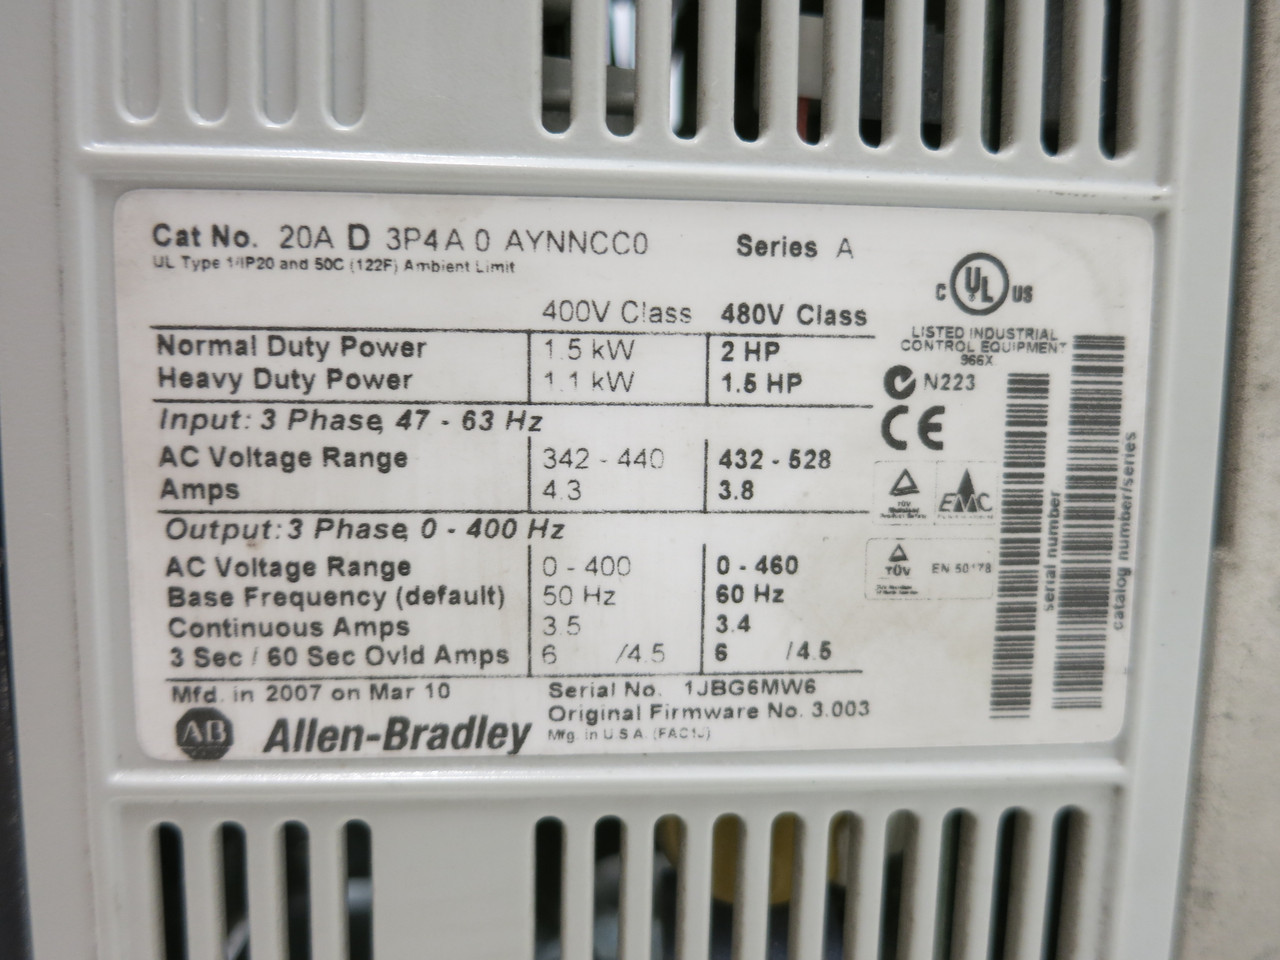 Cat No. 20A D 3P4 A 0 AYNNCC0 Series A
UL Type 1/IP20 and 50C (122F) Ambient Limit
400V Class 480V Class
Normal Duty Power 1.5 kW 2 HP
Heavy Duty Power 1.1 kW 1.5 HP
Input: 3 Phase, 47 - 63 Hz
AC Voltage Range 342 - 440 432 - 528
Amps 4.3 3.8
Output: 3 Phase, 0 - 400 Hz
AC Voltage Range 0 - 400 0 - 460
Base Frequency (default) 50 Hz 60 Hz
Continuous Amps 3.5 3.4
3 Sec / 60 Sec Ovld Amps 6 /4.5 6 /4.5
Mfd. in 2007 on Mar 10
Serial No. 1JBG6MW6
Original Firmware No. 3.003
Mfg. in U.S.A.
AB Allen-Bradley
C UL US
LISTED INDUSTRIAL
CONTROL EQUIPMENT
966X
N223
CE
EMC
TÜV
EN 50178
serial number
catalog number/series